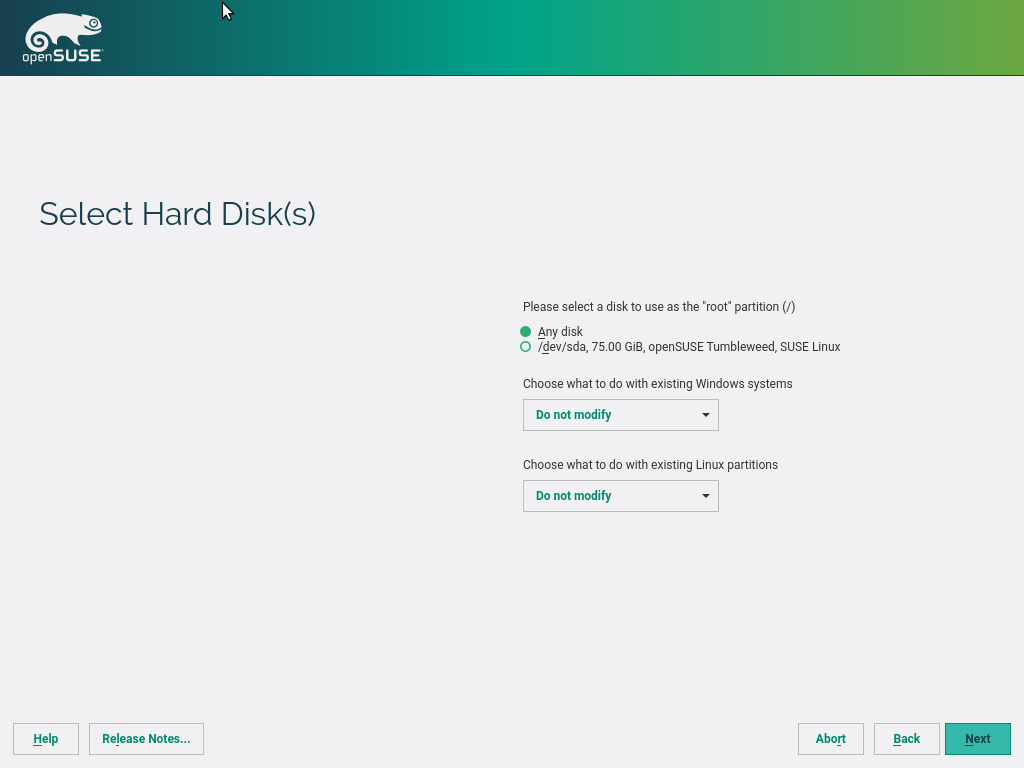 openSUSE
Select Hard Disk(s)
Please select a disk to use as the "root" partition (/)
Any disk
/dev/sda, 75.00 GiB, openSUSE Tumbleweed, SUSE Linux
Choose what to do with existing Windows systems
Do not modify
Choose what to do with existing Linux partitions
Do not modify
Help
Release Notes...
Abort
Back
Next